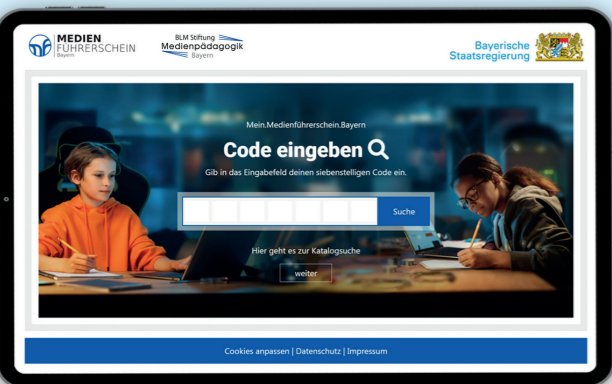 MEDIEN
FÜHRERSCHEIN
Bayern
BLM Stiftung
Medienpädagogik
Bayern
Bayerische
Staatsregierung
Mein.Medienführerschein.Bayern
Code eingeben
Gib in das Eingabefeld deinen siebenstelligen Code ein.
Suche
Hier geht es zur Katalogsuche
weiter
Cookies anpassen | Datenschutz | Impressum